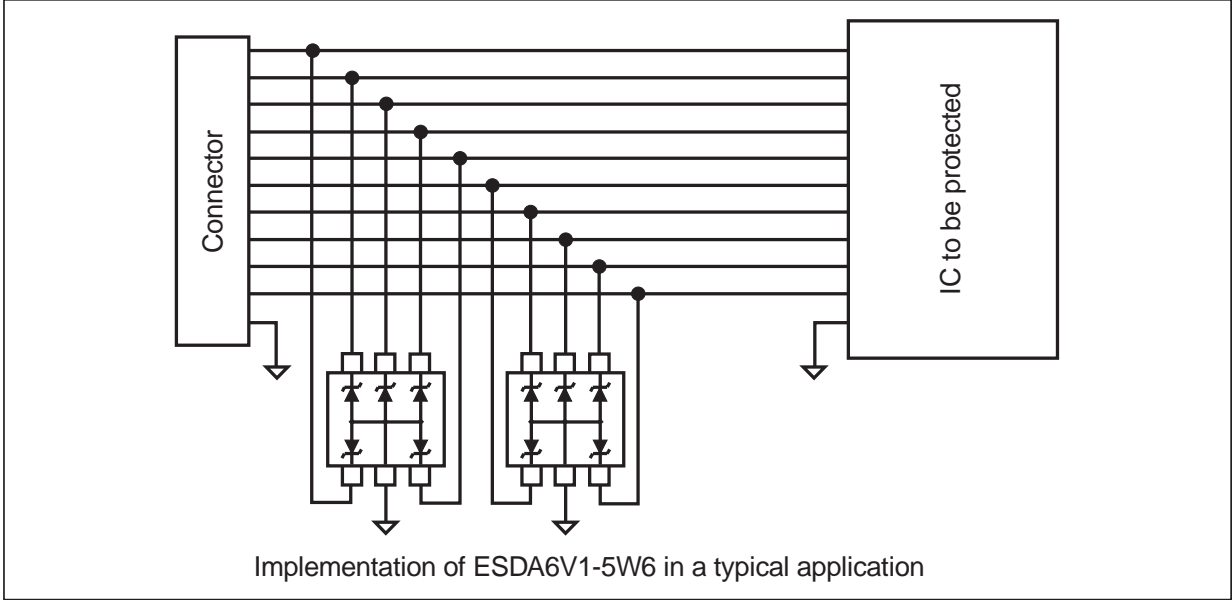 Connector
IC to be protected
Implementation of ESDA6V1-5W6 in a typical application